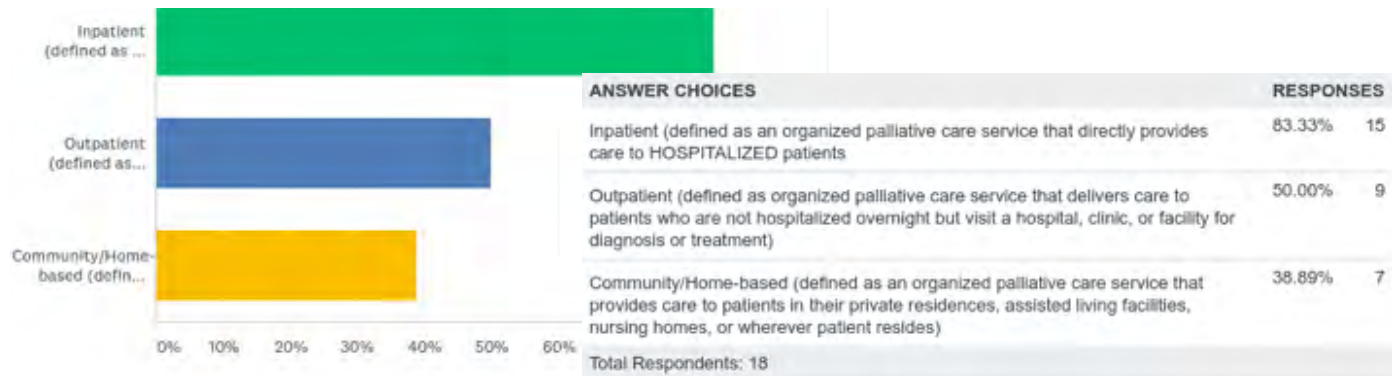 Inpatient
(defined as ...
Outpatient
(defined as...
Community/Home-
based (defin...
0% 10% 20% 30% 40% 50% 60%
ANSWER CHOICES RESPONSES
Inpatient (defined as an organized palliative care service that directly provides 83.33% 15
care to HOSPITALIZED patients
Outpatient (defined as organized palliative care service that delivers care to 50.00% 9
patients who are not hospitalized overnight but visit a hospital, clinic, or facility for
diagnosis or treatment)
Community/Home-based (defined as an organized palliative care service that 38.89% 7
provides care to patients in their private residences, assisted living facilities,
nursing homes, or wherever patient resides)
Total Respondents: 18